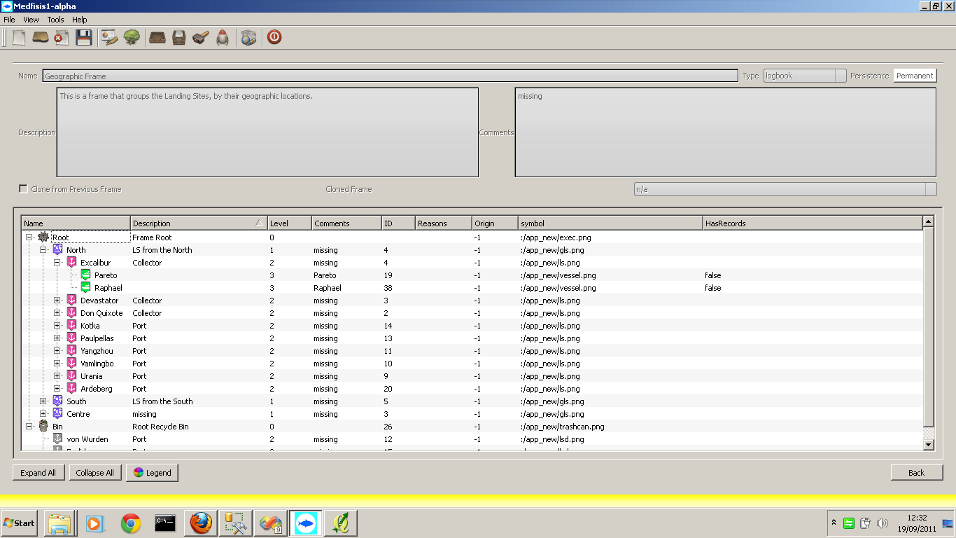 Medfisis1-alpha
File View Tools Help
Name Geographic Frame Type logbook Persistence Permanent
This is a frame that groups the Landing Sites, by their geographic locations. missing
Description Comments
Clone from Previous Frame Cloned Frame n/a
Name Description Level Comments ID Reasons Origin symbol HasRecords
Root Frame Root 0 -1 :/app_new/exec.png
North LS from the North 1 missing 4 -1 :/app_new/gls.png
Excalibur Collector 2 missing 4 -1 :/app_new/ls.png
Pareto 3 Pareto 19 -1 :/app_new/vessel.png False
Raphael 3 Raphael 38 -1 :/app_new/vessel.png False
Devastator Collector 2 missing 3 -1 :/app_new/ls.png
Don Quixote Collector 2 missing 2 -1 :/app_new/ls.png
Kotka Port 2 missing 14 -1 :/app_new/ls.png
Paulpellas Port 2 missing 13 -1 :/app_new/ls.png
Yangzhou Port 2 missing 11 -1 :/app_new/ls.png
Yamlingbo Port 2 missing 10 -1 :/app_new/ls.png
Urania Port 2 missing 9 -1 :/app_new/ls.png
Ardeberg Port 2 missing 20 -1 :/app_new/ls.png
South LS from the South 1 missing 5 -1 :/app_new/gls.png
Centre missing 1 missing 3 -1 :/app_new/gls.png
Bin Root Recycle Bin 0 26 -1 :/app_new/trashcan.png
von Wurden Port 2 missing 12 -1 :/app_new/lsd.png
Expand All Collapse All Legend Back
Start 12:32
19/09/2011